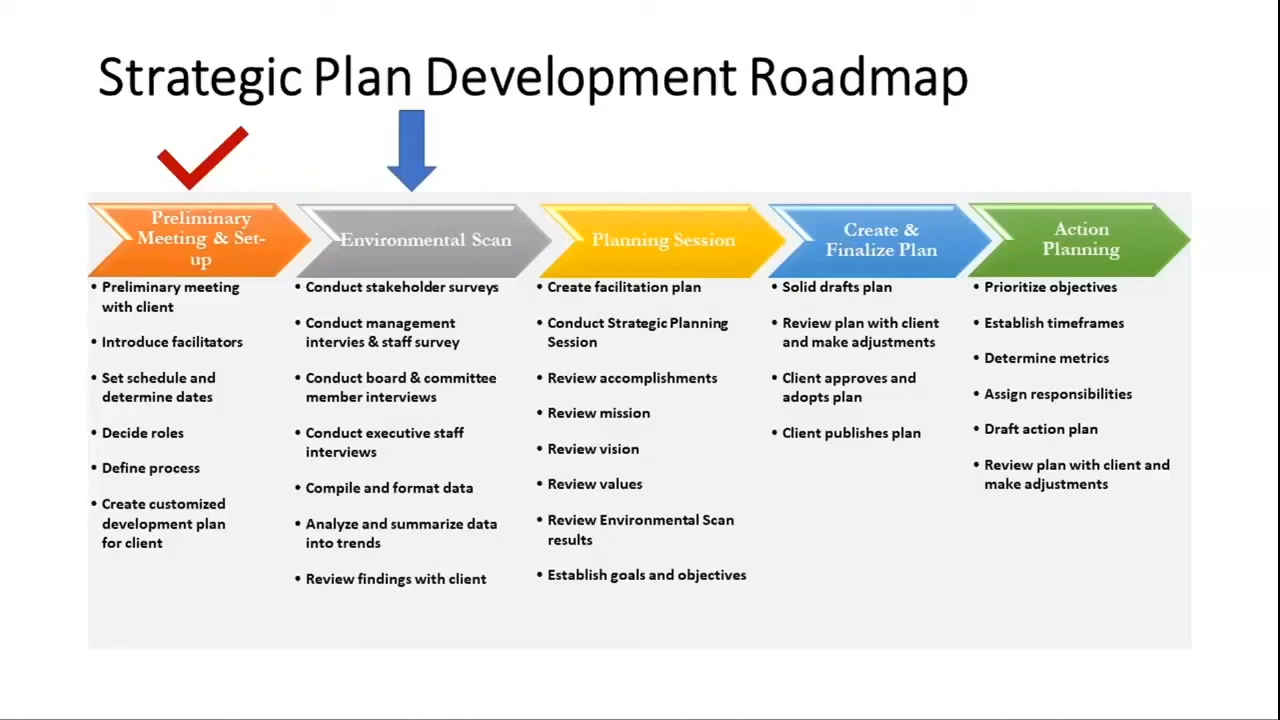 Strategic Plan Development Roadmap
Preliminary
Meeting & Set-
up
• Preliminary meeting
with client
• Introduce facilitators
• Set schedule and
determine dates
• Decide roles
• Define process
• Create customized
development plan
for client
Environmental Scan
• Conduct stakeholder surveys
• Conduct management
intervies & staff survey
• Conduct board & committee
member interviews
• Conduct executive staff
interviews
• Compile and format data
• Analyze and summarize data
into trends
• Review findings with client
Planning Session
• Create facilitation plan
• Conduct Strategic Planning
Session
• Review accomplishments
• Review mission
• Review vision
• Review values
• Review Environmental Scan
results
• Establish goals and objectives
Create &
Finalize Plan
• Solid drafts plan
• Review plan with client
and make adjustments
• Client approves and
adopts plan
• Client publishes plan
Action
Planning
• Prioritize objectives
• Establish timeframes
• Determine metrics
• Assign responsibilities
• Draft action plan
• Review plan with client and
make adjustments